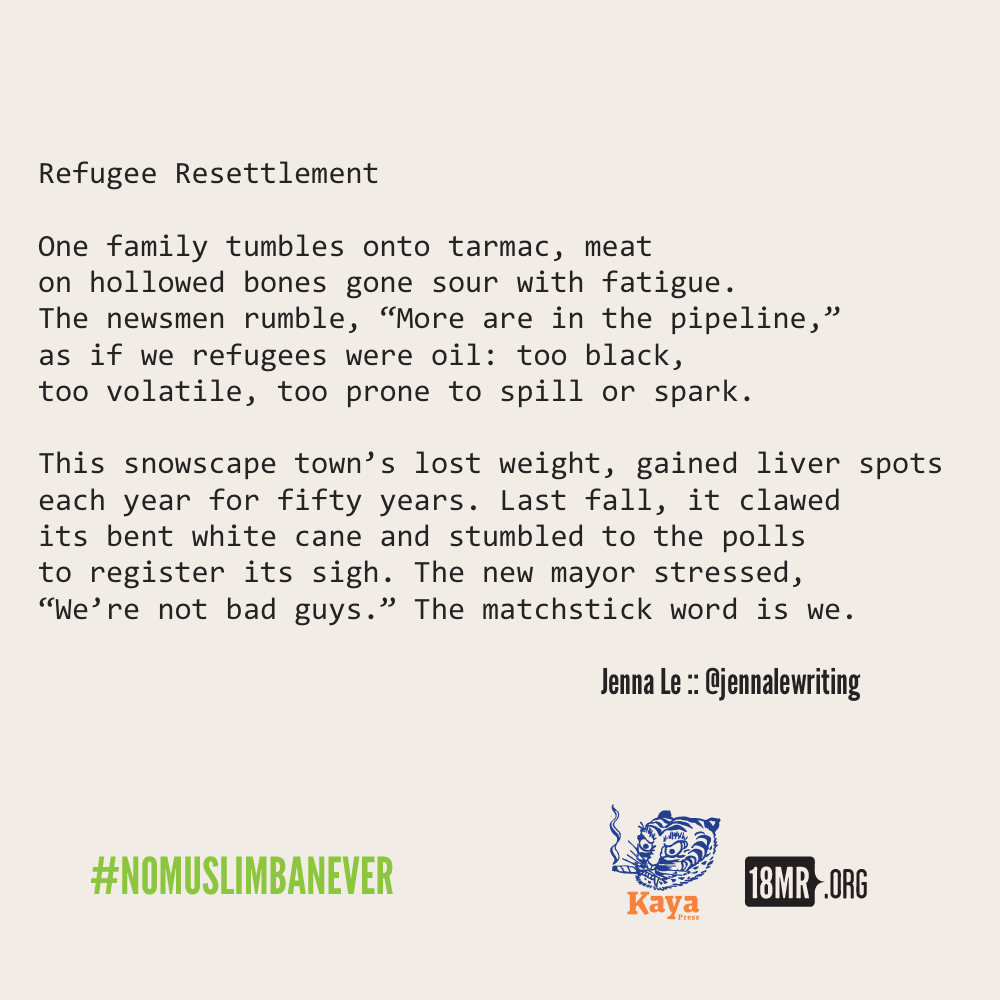 Refugee Resettlement
One family tumbles onto tarmac, meat
on hollowed bones gone sour with fatigue.
The newsmen rumble, “More are in the pipeline,”
as if we refugees were oil: too black,
too volatile, too prone to spill or spark.
This snowscape town’s lost weight, gained liver spots
each year for fifty years. Last fall, it clawed
its bent white cane and stumbled to the polls
to register its sigh. The new mayor stressed,
“We’re not bad guys.” The matchstick word is we.
Jenna Le :: @jennalewriting
#NOMUSLIMBANEVER
Kaya
Press
18MR.ORG